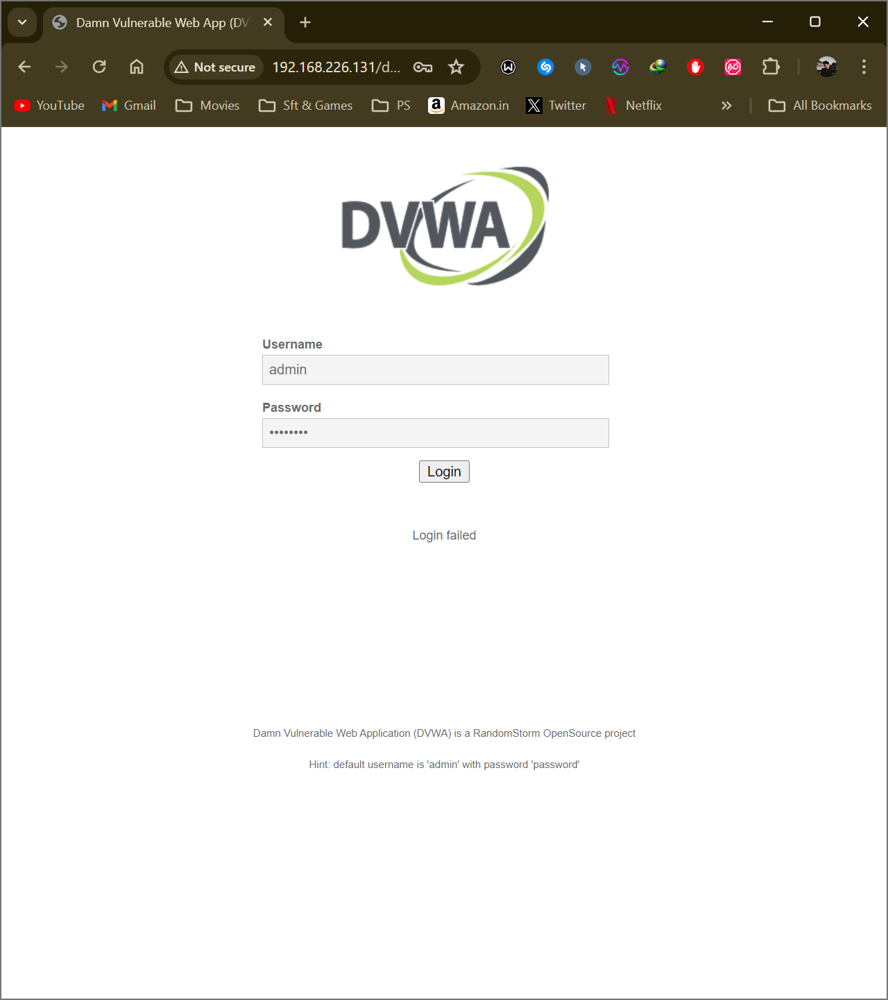 Damn Vulnerable Web App (DV
Not secure 192.168.226.131/d...
YouTube Gmail Movies Sft & Games PS Amazon.in Twitter Netflix All Bookmarks
DVWA
Username
admin
Password
••••••••
Login
Login failed
Damn Vulnerable Web Application (DVWA) is a RandomStorm OpenSource project
Hint: default username is 'admin' with password 'password'